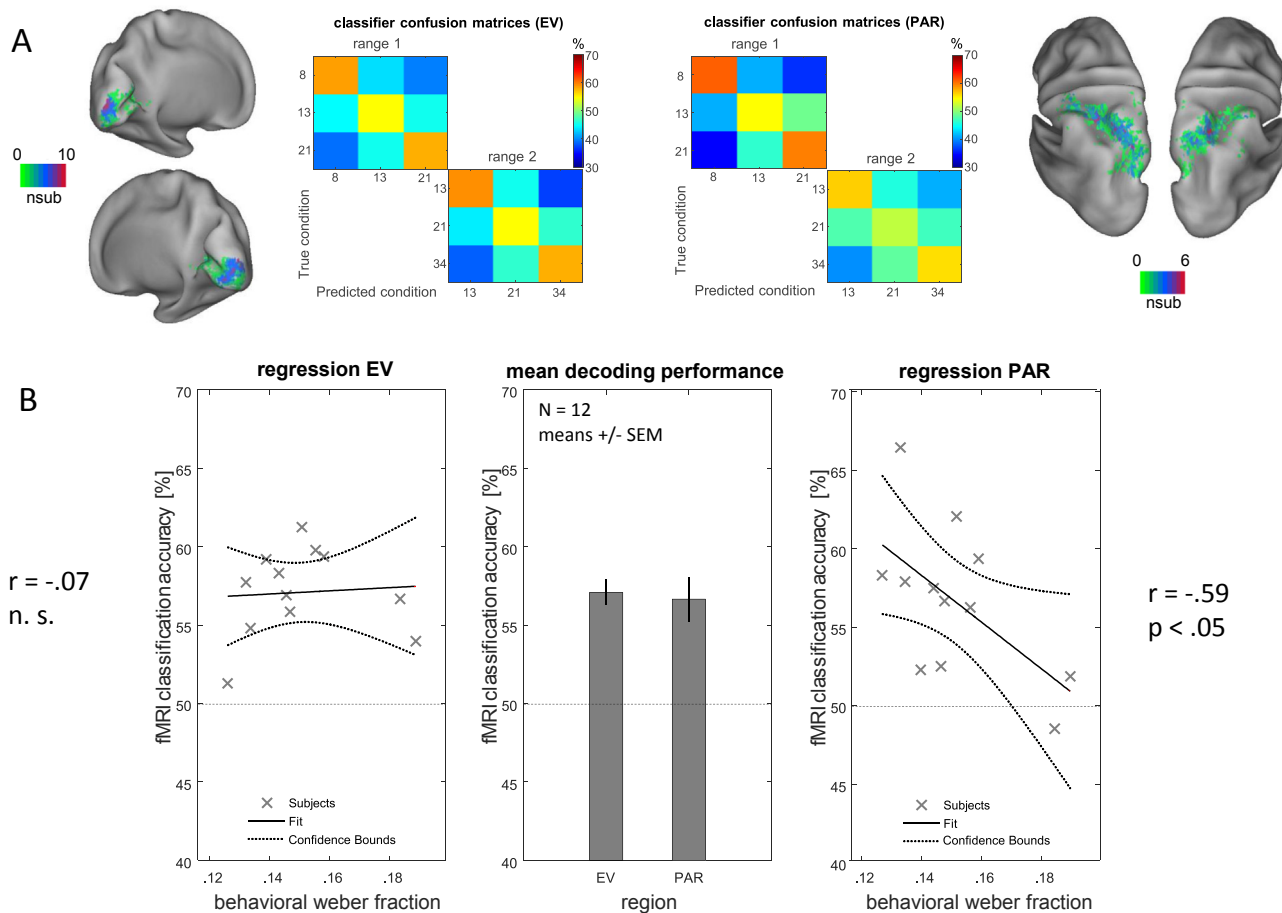 A
classifier confusion matrices (EV)
range 1
%
70
60
50
40
30
8
13
21
8 13 21
range 2
13
21
34
True condition
Predicted condition
13 21 34
0 10
nsub
classifier confusion matrices (PAR)
range 1
%
70
60
50
40
30
8
13
21
8 13 21
range 2
13
21
34
True condition
Predicted condition
13 21 34
0 6
nsub
B
r = -.07
n. s.
regression EV
fMRI classification accuracy [%]
70
65
60
55
50
45
40
Subjects
Fit
Confidence Bounds
.12 .14 .16 .18
behavioral weber fraction
mean decoding performance
N = 12
means +/- SEM
fMRI classification accuracy [%]
70
65
60
55
50
45
40
EV PAR
region
regression PAR
fMRI classification accuracy [%]
70
65
60
55
50
45
40
Subjects
Fit
Confidence Bounds
.12 .14 .16 .18
behavioral weber fraction
r = -.59
p < .05